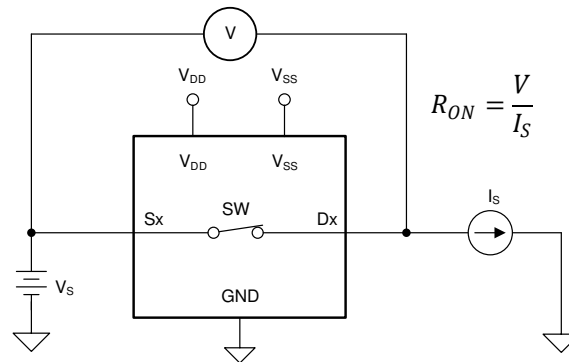 V
V_DD V_SS
R_ON = V/I_S
V_DD V_SS
I_S
Sx SW Dx
V_S
GND